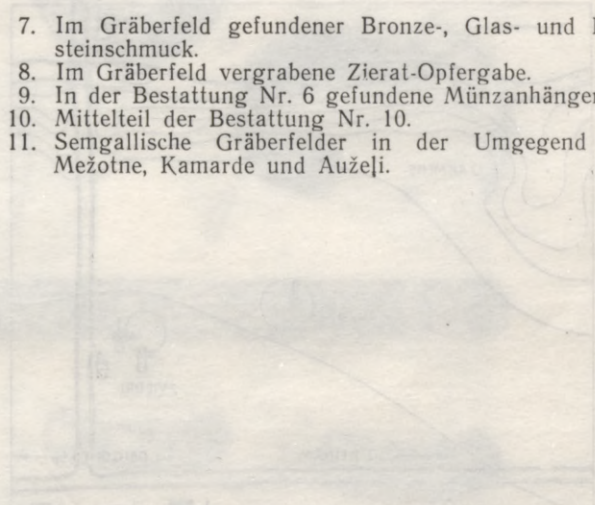 7. Im Gräberfeld gefundener Bronze-, Glas- und
steinschmuck.
8. Im Gräberfeld vergrabene Zierat-Opfergabe.
9. In der Bestattung Nr. 6 gefundene Münzanhänger
10. Mittelteil der Bestattung Nr. 10.
11. Semgallische Gräberfelder in der Umgegend
Mežotne, Kamarde und Aužeļi.